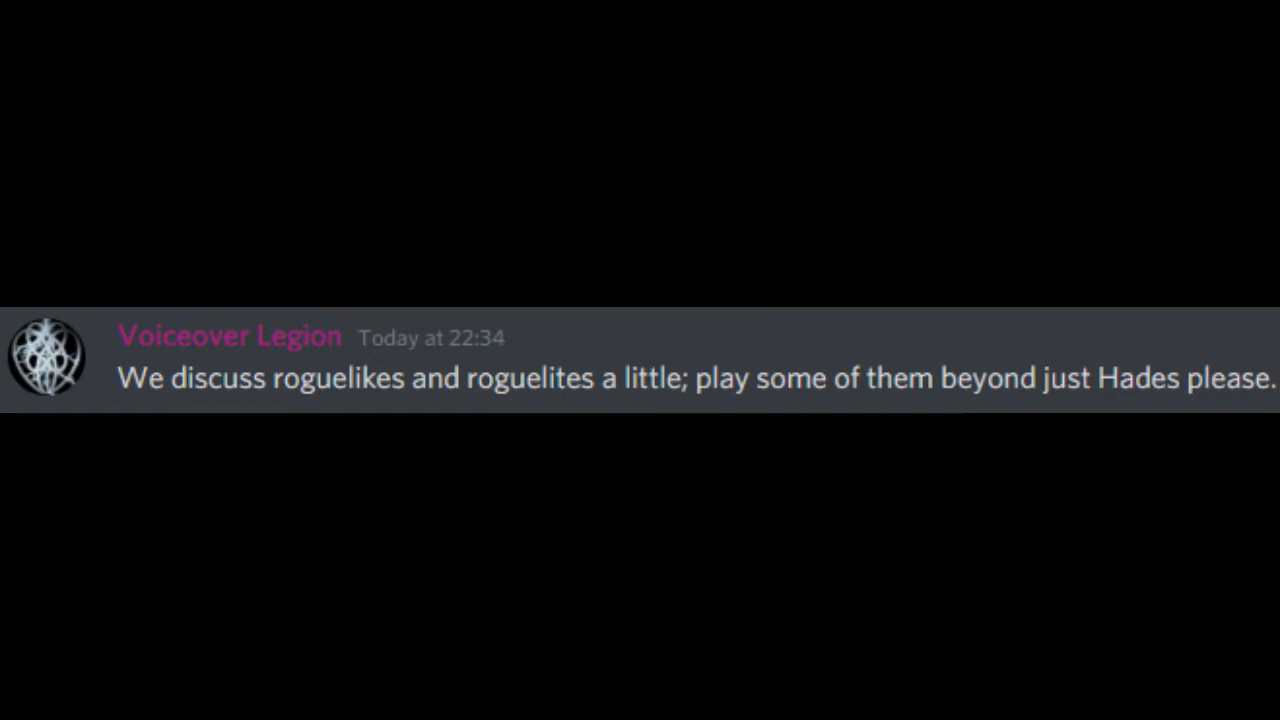 Voiceover Legion Today at 22:34
We discuss roguelikes and roguelites a little; play some of them beyond just Hades please.